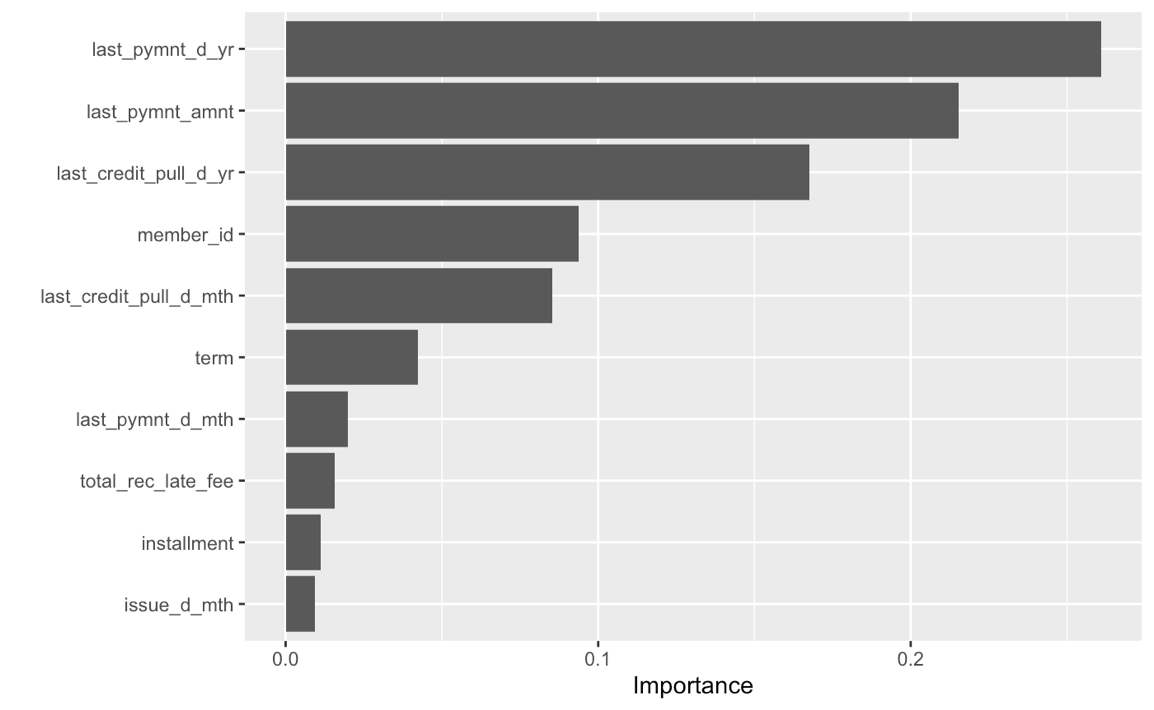 last_pymnt_d_yr
last_pymnt_amnt
last_credit_pull_d_yr
member_id
last_credit_pull_d_mth
term
last_pymnt_d_mth
total_rec_late_fee
installment
issue_d_mth
0.0 0.1 0.2
Importance